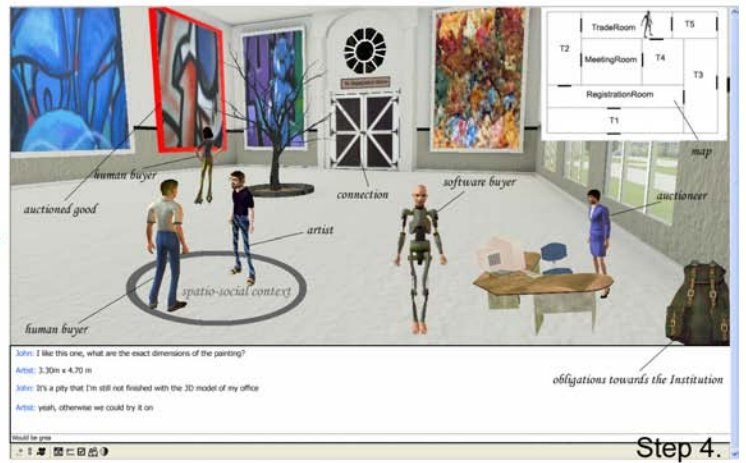 TradeRoom
T5
T2
MeetingRoom
T4
T3
RegistrationRoom
T1
map
human buyer
auctioned good
connection
software buyer
auctioneer
artist
spatio-social context
human buyer
obligations towards the Institution
John: I like this one, what are the exact dimensions of the painting?
Artist: 3.30m x 4.70 m
John: It's a pity that I'm still not finished with the 3D model of my office
Artist: yeah, otherwise we could try it on
Would be grea
Step 4.